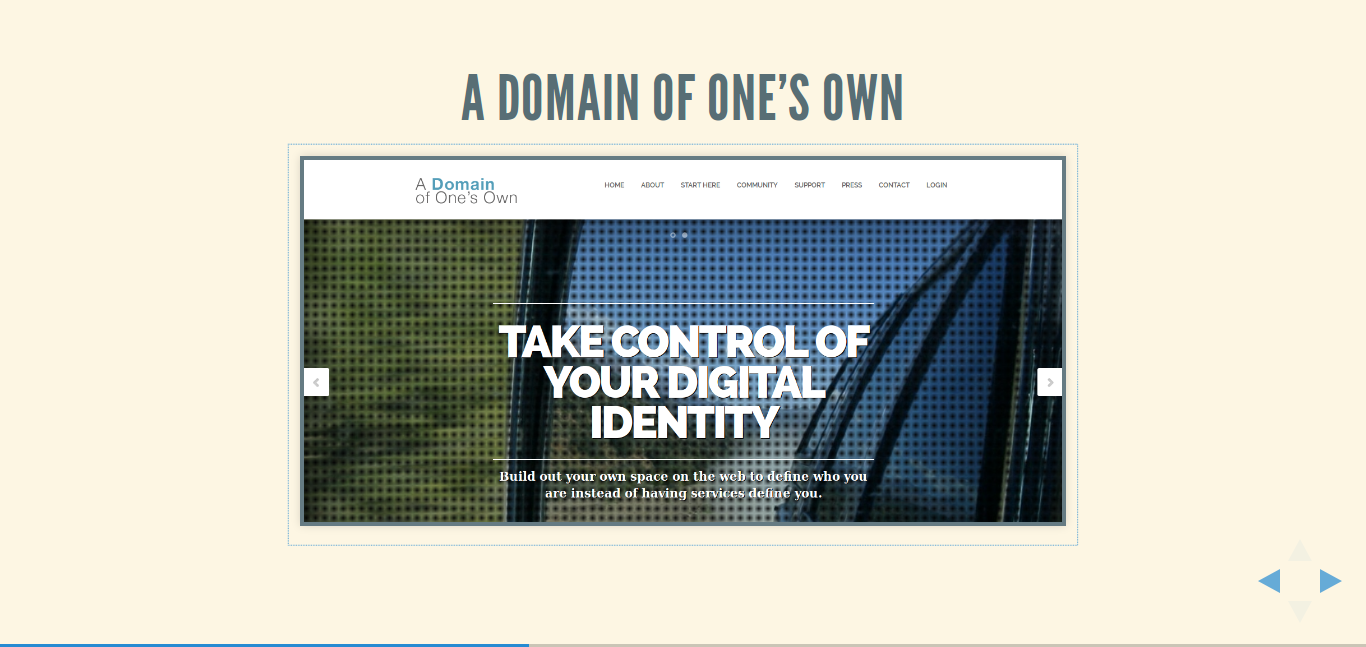 A DOMAIN OF ONE'S OWN
A Domain
of One's Own
HOME ABOUT START HERE COMMUNITY SUPPORT PRESS CONTACT LOGIN
TAKE CONTROL OF
YOUR DIGITAL
IDENTITY
Build out your own space on the web to define who you
are instead of having services define you.